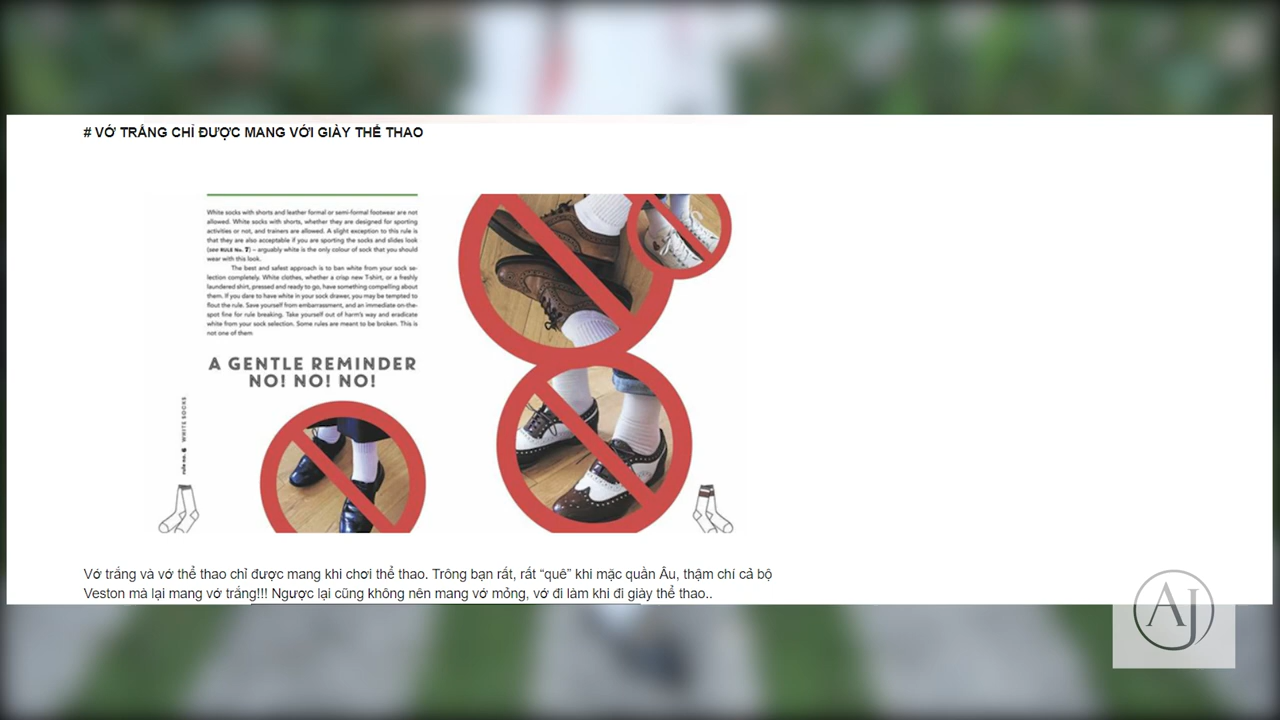 # VỚ TRẮNG CHỈ ĐƯỢC MANG VỚI GIÀY THỂ THAO
White socks with shorts and leather formal or semi-formal footwear are not
allowed. White socks with shorts, whether they are designed for sporting
activities or not, and trainers are allowed. A slight exception to this rule is
that they are also acceptable if you are sporting the socks and slides look
(see RULE No. 7) – arguably white is the only colour of sock that you should
wear with this look.
The best and safest approach is to ban white from your sock se-
lection completely. White clothes, whether a crisp new T-shirt, or a freshly
laundered shirt, pressed and ready to go, have something compelling about
them. If you dare to have white in your sock drawer, you may be tempted to
flout the rule. Save yourself from embarrassment, and an immediate on-the-
spot fine for rule breaking. Take yourself out of harm's way and eradicate
white from your sock selection. Some rules are meant to be broken. This is
not one of them
A GENTLE REMINDER
NO! NO! NO!
rule no. 6 WHITE SOCKS
Vớ trắng và vớ thể thao chỉ được mang khi chơi thể thao. Trông bạn rất, rất “quê” khi mặc quần Âu, thậm chí cả bộ
Veston mà lại mang vớ trắng!!! Ngược lại cũng không nên mang vớ mỏng, vớ đi làm khi đi giày thể thao..
AJ